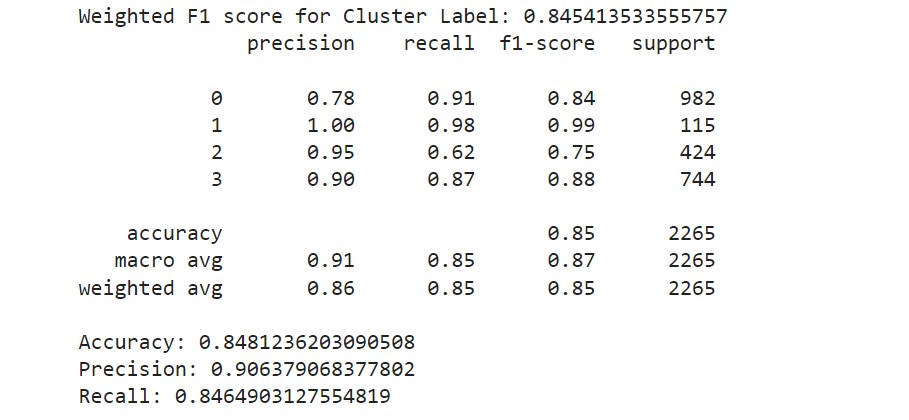 Weighted F1 score for Cluster Label: 0.845413533555757
precision recall f1-score support
0 0.78 0.91 0.84 982
1 1.00 0.98 0.99 115
2 0.95 0.62 0.75 424
3 0.90 0.87 0.88 744
accuracy 0.85 2265
macro avg 0.91 0.85 0.87 2265
weighted avg 0.86 0.85 0.85 2265
Accuracy: 0.8481236203090508
Precision: 0.906379068377802
Recall: 0.8464903127554819